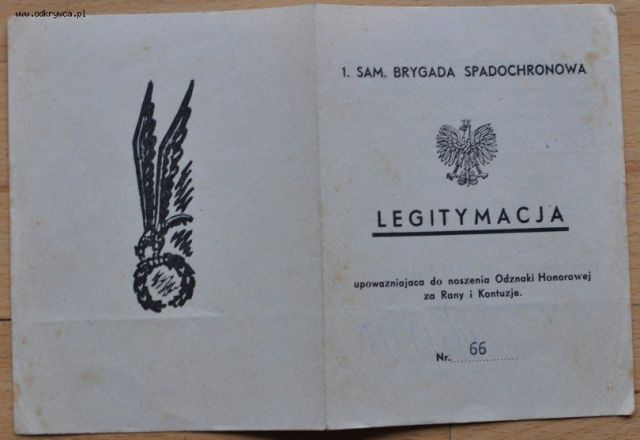 www.odkrywca.pl
1. SAM. BRYGADA SPADOCHRONOWA
LEGITYMACJA
upoważniająca do noszenia Odznaki Honorowej
za Rany i Kontuzje.
Nr. 66